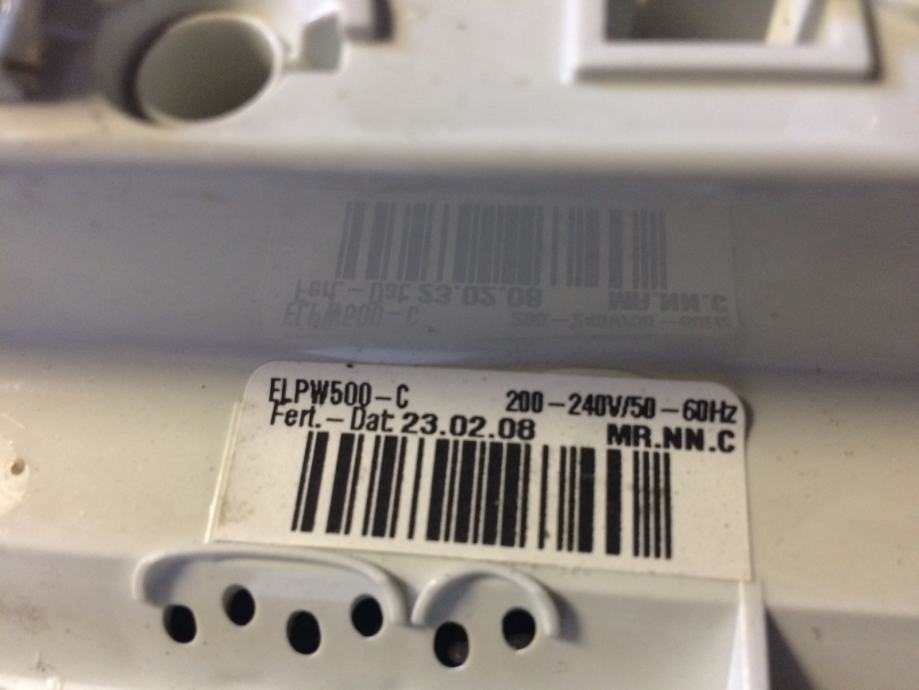 ELPW500-C 200-240V/50-60Hz
Fert.-Dat 23.02.08 MR.NN.C